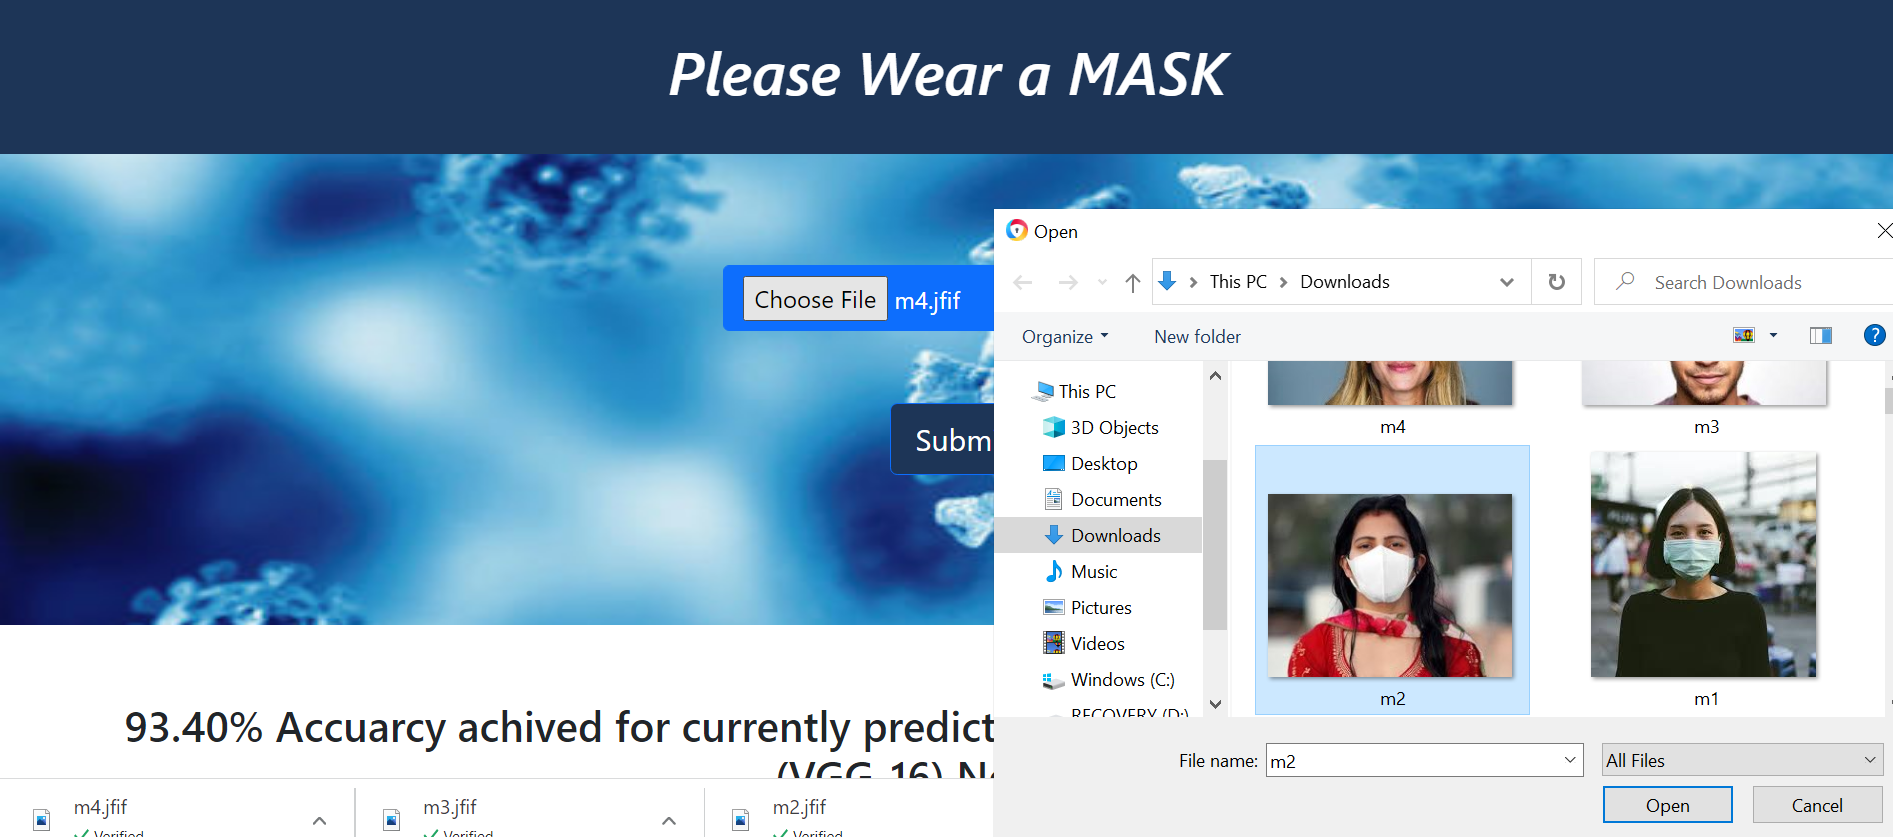 Please Wear a MASK
Choose File m4.jfif
Subm
93.40% Accuarcy achived for currently predict
(VGG-16) N
m4.jfif
Verified
m3.jfif
Verified
m2.jfif
Verified
Open
This PC Downloads
Search Downloads
Organize
New folder
?
This PC
3D Objects
Desktop
Documents
Downloads
Music
Pictures
Videos
Windows (C:)
RECOVERY (D:)
m4
m3
m2
m1
File name: m2
All Files
Open
Cancel